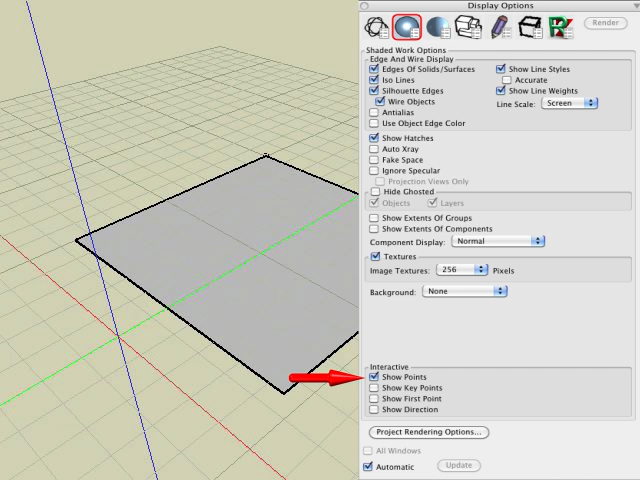 Display Options
Render
Shaded Work Options
Edge And Wire Display
Edges Of Solids/Surfaces
Show Line Styles
Iso Lines
Accurate
Silhouette Edges
Show Line Weights
Wire Objects
Line Scale: Screen
Antialias
Use Object Edge Color
Show Hatches
Auto Xray
Fake Space
Ignore Specular
Projection Views Only
Hide Ghosted
Objects Layers
Show Extents Of Groups
Show Extents Of Components
Component Display: Normal
Textures
Image Textures: 256 Pixels
Background: None
Interactive
Show Points
Show Key Points
Show First Point
Show Direction
Project Rendering Options...
All Windows
Automatic Update